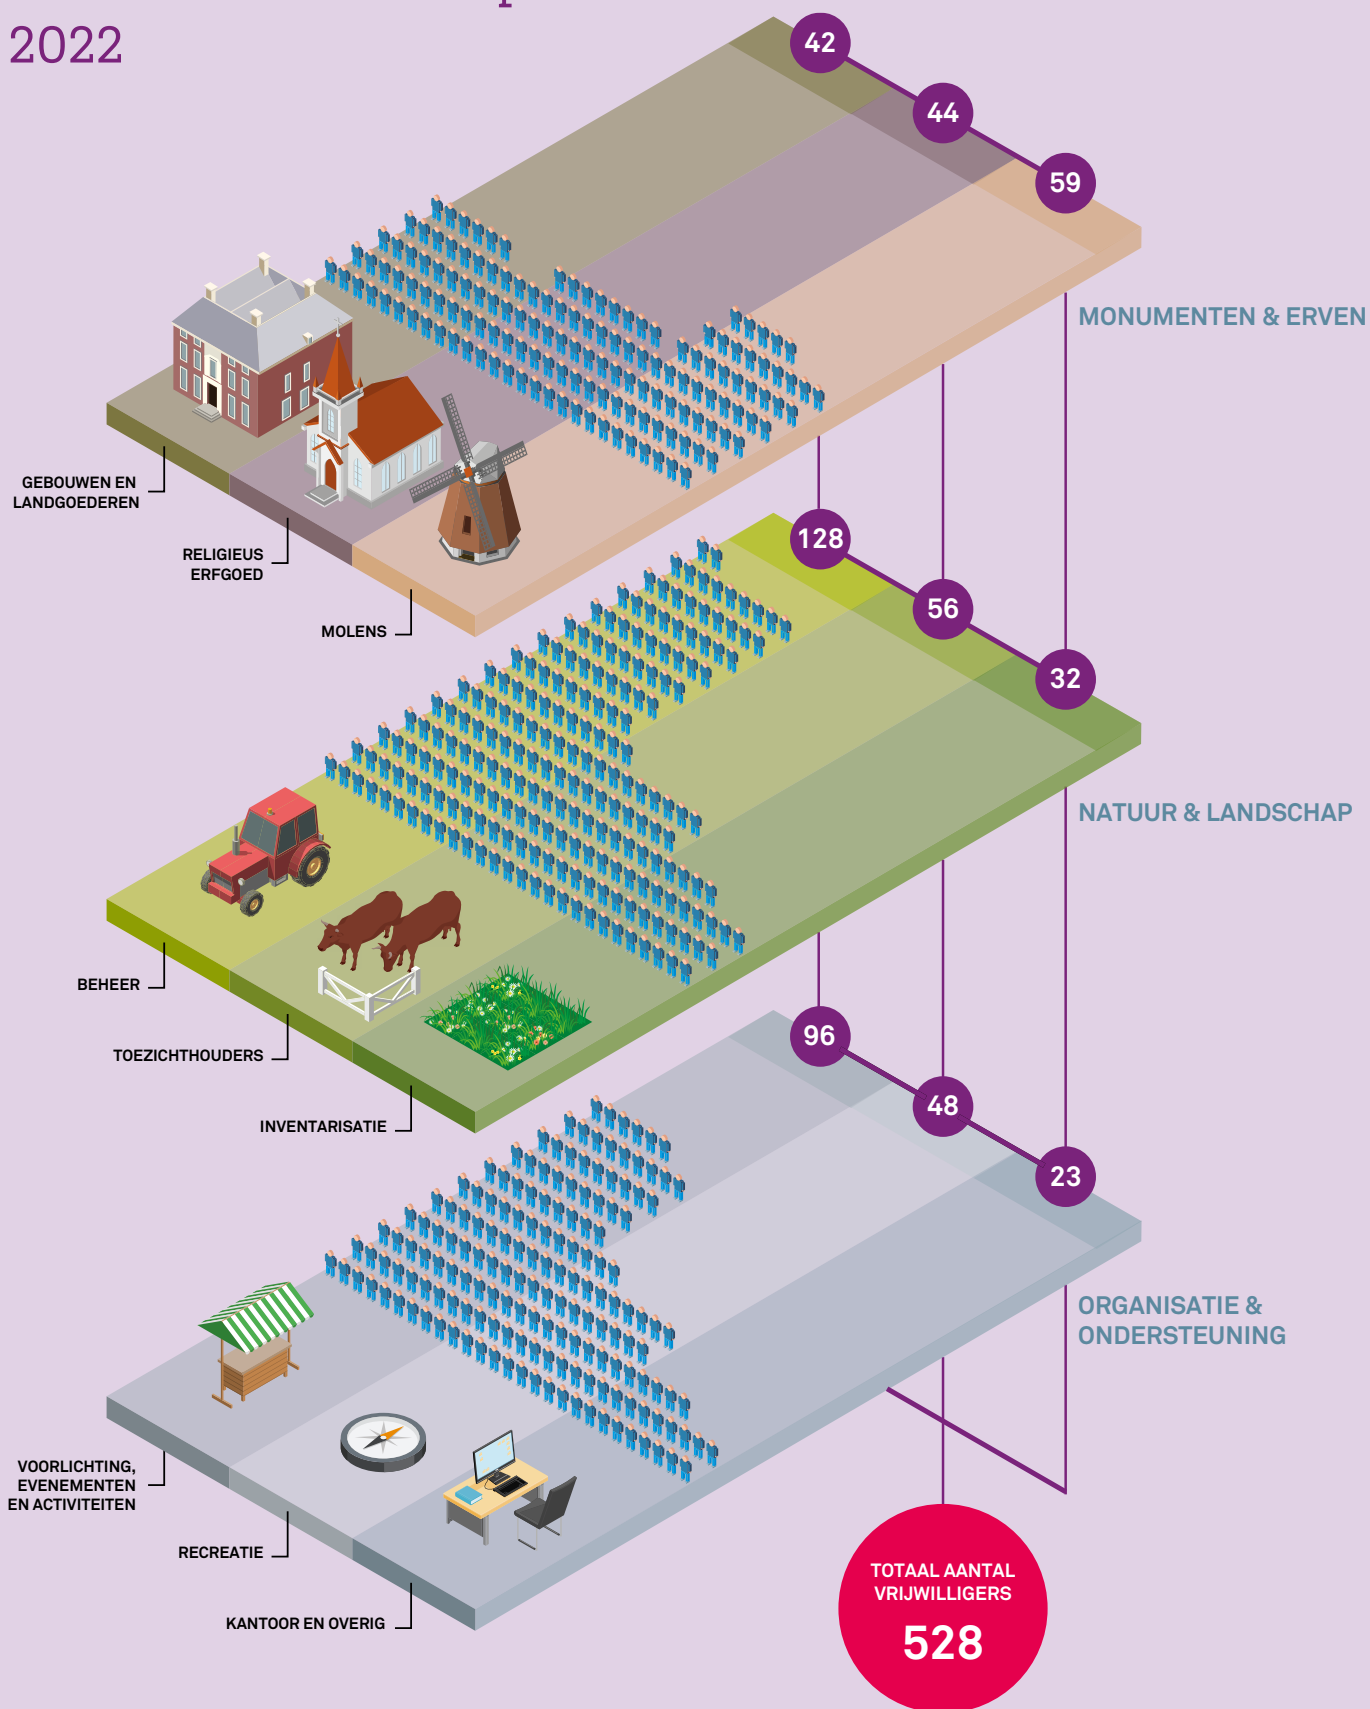 2022
42
44
59
MONUMENTEN & ERVEN
GEBOUWEN EN
LANDGOEDEREN
RELIGIEUS
ERFGOED
MOLENS
128
56
32
NATUUR & LANDSCHAP
BEHEER
TOEZICHTHOUDERS
INVENTARISATIE
96
48
23
ORGANISATIE &
ONDERSTEUNING
VOORLICHTING,
EVENEMENTEN
EN ACTIVITEITEN
RECREATIE
KANTOOR EN OVERIG
TOTAAL AANTAL
VRIJWILLIGERS
528